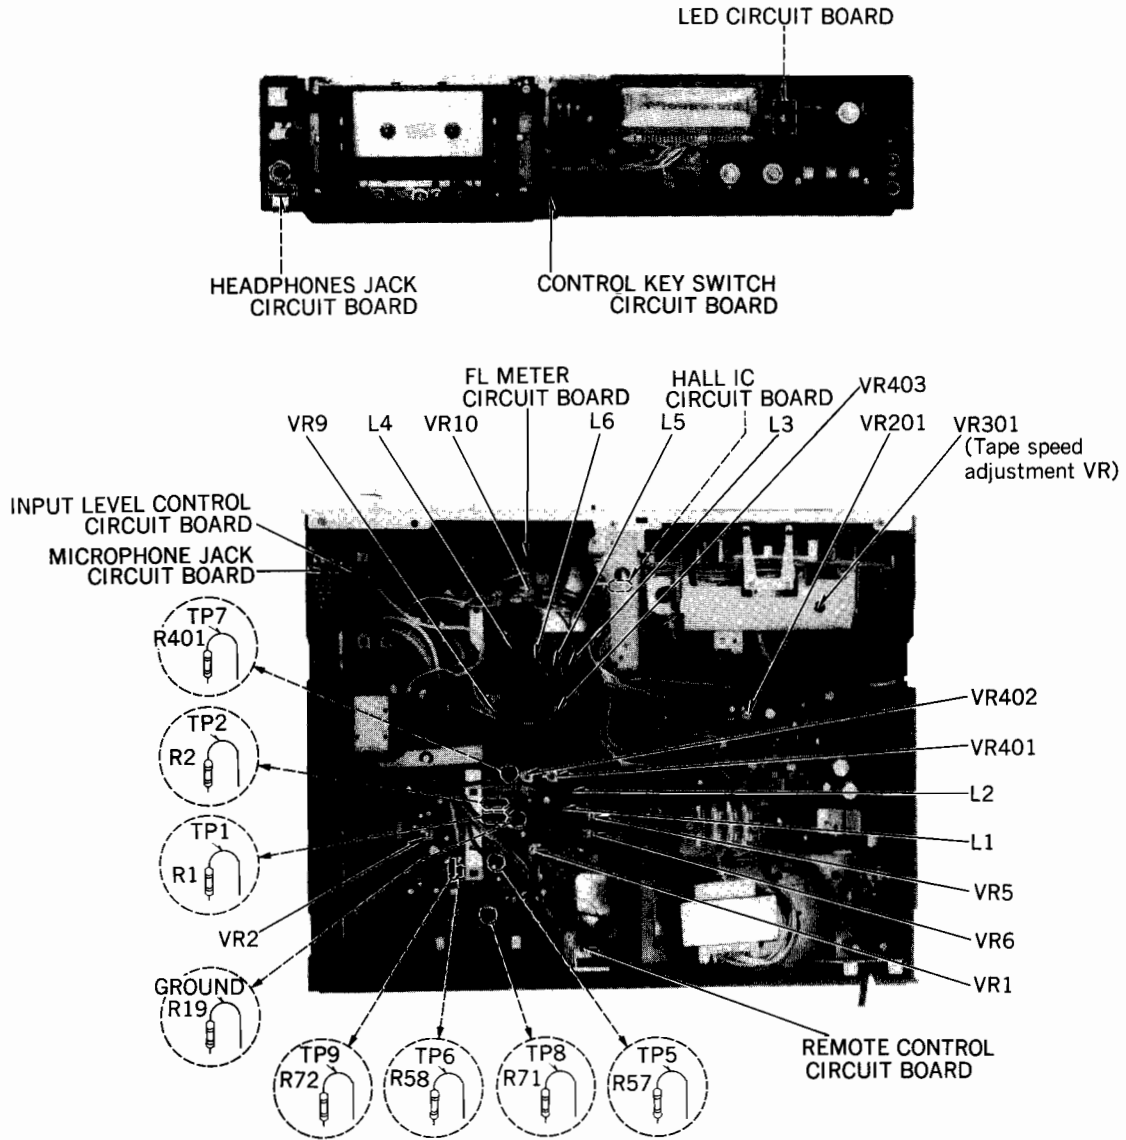 LED CIRCUIT BOARD
HEADPHONES JACK
CIRCUIT BOARD
CONTROL KEY SWITCH
CIRCUIT BOARD
FL METER
CIRCUIT BOARD
HALL IC
CIRCUIT BOARD
VR403
VR9
L4
VR10
L6
L5
L3
VR201
VR301
(Tape speed
adjustment VR)
INPUT LEVEL CONTROL
CIRCUIT BOARD
MICROPHONE JACK
CIRCUIT BOARD
TP7
R401
TP2
R2
TP1
R1
VR2
GROUND
R19
VR402
VR401
L2
L1
VR5
VR6
VR1
REMOTE CONTROL
CIRCUIT BOARD
TP9
R72
TP6
R58
TP8
R71
TP5
R57